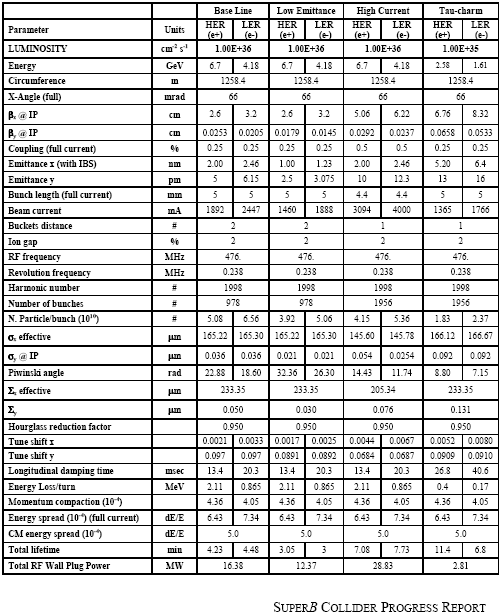 Base Line Low Emittance High Current Tau-charm
Parameter Units HER (e+) LER (e-) HER (e+) LER (e-) HER (e+) LER (e-) HER (e+) LER (e-)
LUMINOSITY cm-2 s-1 1.00E+36 1.00E+36 1.00E+36 1.00E+35
Energy GeV 6.7 4.18 6.7 4.18 6.7 4.18 2.58 1.61
Circumference m 1258.4 1258.4 1258.4 1258.4
X-Angle (full) mrad 66 66 66 66
βx @ IP cm 2.6 3.2 2.6 3.2 5.06 6.22 6.76 8.32
βy @ IP cm 0.0253 0.0205 0.0179 0.0145 0.0292 0.0237 0.0658 0.0533
Coupling (full current) % 0.25 0.25 0.25 0.25 0.5 0.5 0.25 0.25
Emittance x (with IBS) nm 2.00 2.46 1.00 1.23 2.00 2.46 5.20 6.4
Emittance y pm 5 6.15 2.5 3.075 10 12.3 13 16
Bunch length (full current) mm 5 5 5 5 4.4 4.4 5 5
Beam current mA 1892 2447 1460 1888 3094 4000 1365 1766
Buckets distance # 2 2 1 1
Ion gap % 2 2 2 2
RF frequency MHz 476. 476. 476. 476.
Revolution frequency MHz 0.238 0.238 0.238 0.238
Harmonic number # 1998 1998 1998 1998
Number of bunches # 978 978 1956 1956
N. Particle/bunch (10^10) # 5.08 6.56 3.92 5.06 4.15 5.36 1.83 2.37
σx effective μm 165.22 165.30 165.22 165.30 145.60 145.78 166.12 166.67
σy @ IP μm 0.036 0.036 0.021 0.021 0.054 0.0254 0.092 0.092
Piwinski angle rad 22.88 18.60 32.36 26.30 14.43 11.74 8.80 7.15
Σx effective μm 233.35 233.35 205.34 233.35
Σy μm 0.050 0.030 0.076 0.131
Hourglass reduction factor 0.950 0.950 0.950 0.950
Tune shift x 0.0021 0.0033 0.0017 0.0025 0.0044 0.0067 0.0052 0.0080
Tune shift y 0.097 0.097 0.0891 0.0892 0.0684 0.0687 0.0909 0.0910
Longitudinal damping time msec 13.4 20.3 13.4 20.3 13.4 20.3 26.8 40.6
Energy Loss/turn MeV 2.11 0.865 2.11 0.865 2.11 0.865 0.4 0.17
Momentum compaction (10-4) 4.36 4.05 4.36 4.05 4.36 4.05 4.36 4.05
Energy spread (10-4) (full current) dE/E 6.43 7.34 6.43 7.34 6.43 7.34 6.43 7.34
CM energy spread (10-4) dE/E 5.0 5.0 5.0 5.0
Total lifetime min 4.23 4.48 3.05 3 7.08 7.73 11.4 6.8
Total RF Wall Plug Power MW 16.38 12.37 28.83 2.81
SUPERB COLLIDER PROGRESS REPORT